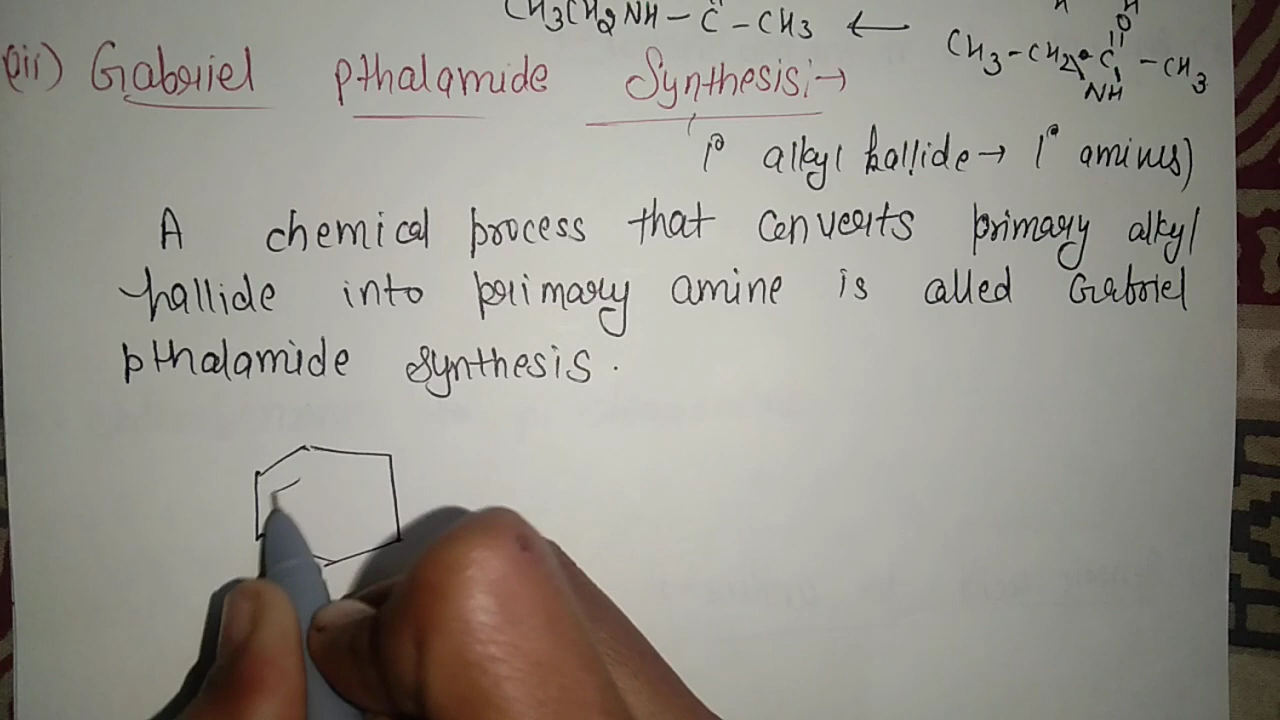 CH3CH2NH-C-CH3 ← CH3-CH2-C-CH3
H
O
NH
(iii) Gabriel pthalamide Synthesis:→
(1° alkyl hallide → 1° amines)
A chemical process that converts primary alkyl
hallide into primary amine is called Gabriel
pthalamide synthesis.